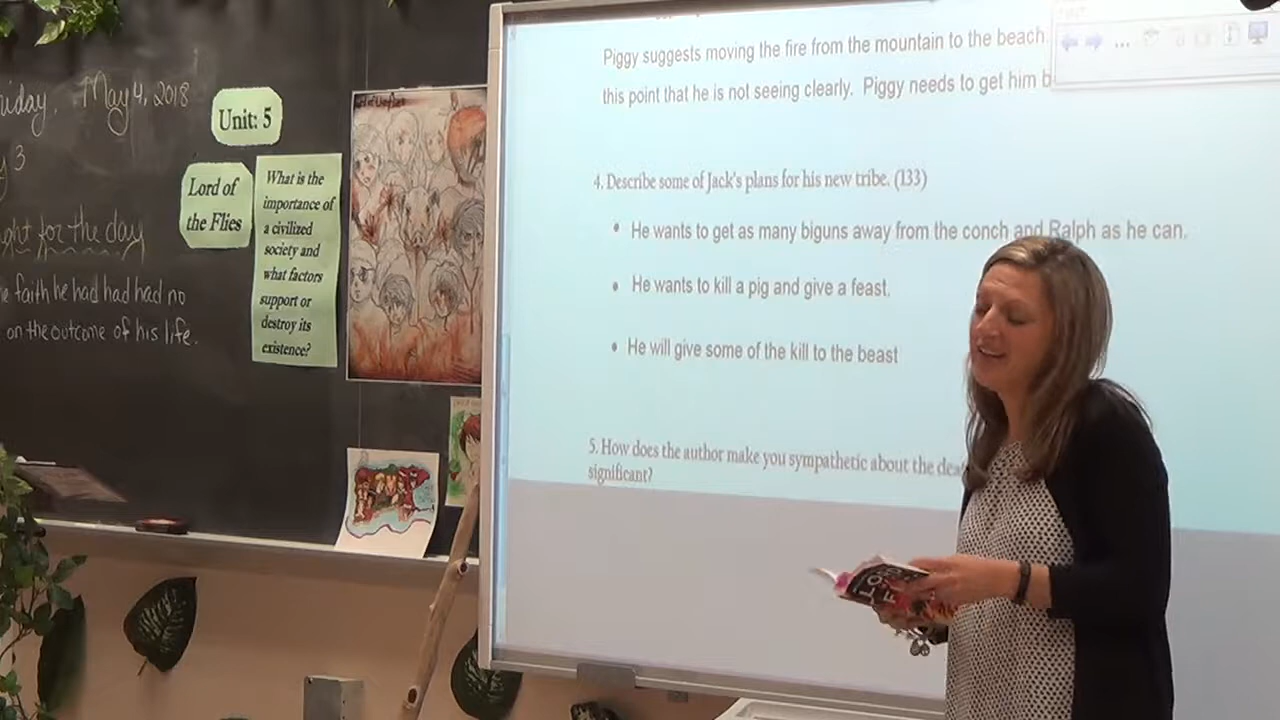 May 4, 2018
3
for the day
faith he had had had no
on the outcome of his life.
Unit: 5
Lord of
the Flies
What is the
importance of
a civilized
society and
what factors
support or
destroy its
existence?
Piggy suggests moving the fire from the mountain to the beach
this point that he is not seeing clearly. Piggy needs to get him
4. Describe some of Jack's plans for his new tribe. (133)
• He wants to get as many biguns away from the conch and Ralph as he can.
• He wants to kill a pig and give a feast.
• He will give some of the kill to the beast
5. How does the author make you sympathetic about the
significant?